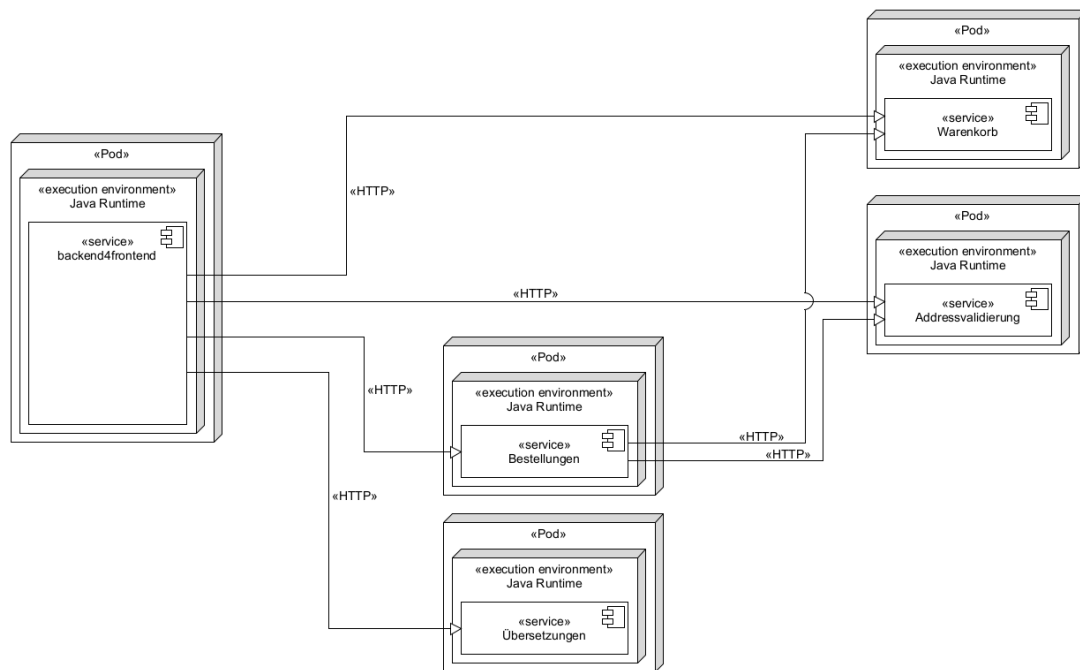 «Pod»
«execution environment»
Java Runtime
«service»
Warenkorb
«Pod»
«execution environment»
Java Runtime
«service»
backend4frontend
«HTTP»
«Pod»
«execution environment»
Java Runtime
«service»
Addressvalidierung
«HTTP»
«HTTP»
«Pod»
«execution environment»
Java Runtime
«service»
Bestellungen
«HTTP»
«HTTP»
«HTTP»
«Pod»
«execution environment»
Java Runtime
«service»
Übersetzungen